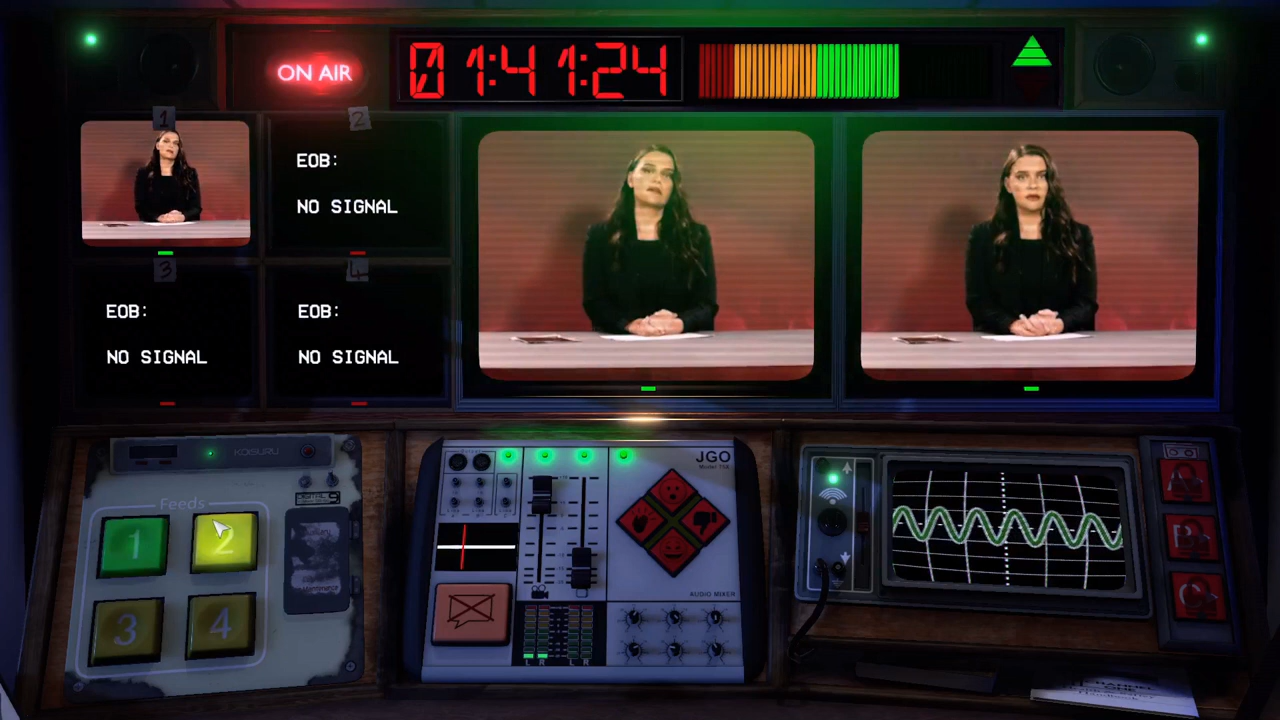 ON AIR
01:41:24
1
2
EOB:
NO SIGNAL
3
4
EOB:
NO SIGNAL
EOB:
NO SIGNAL
KOISURU
Feeds
1
2
3
4
JGO
AUDIO MIXER
L R L R
A
B
C